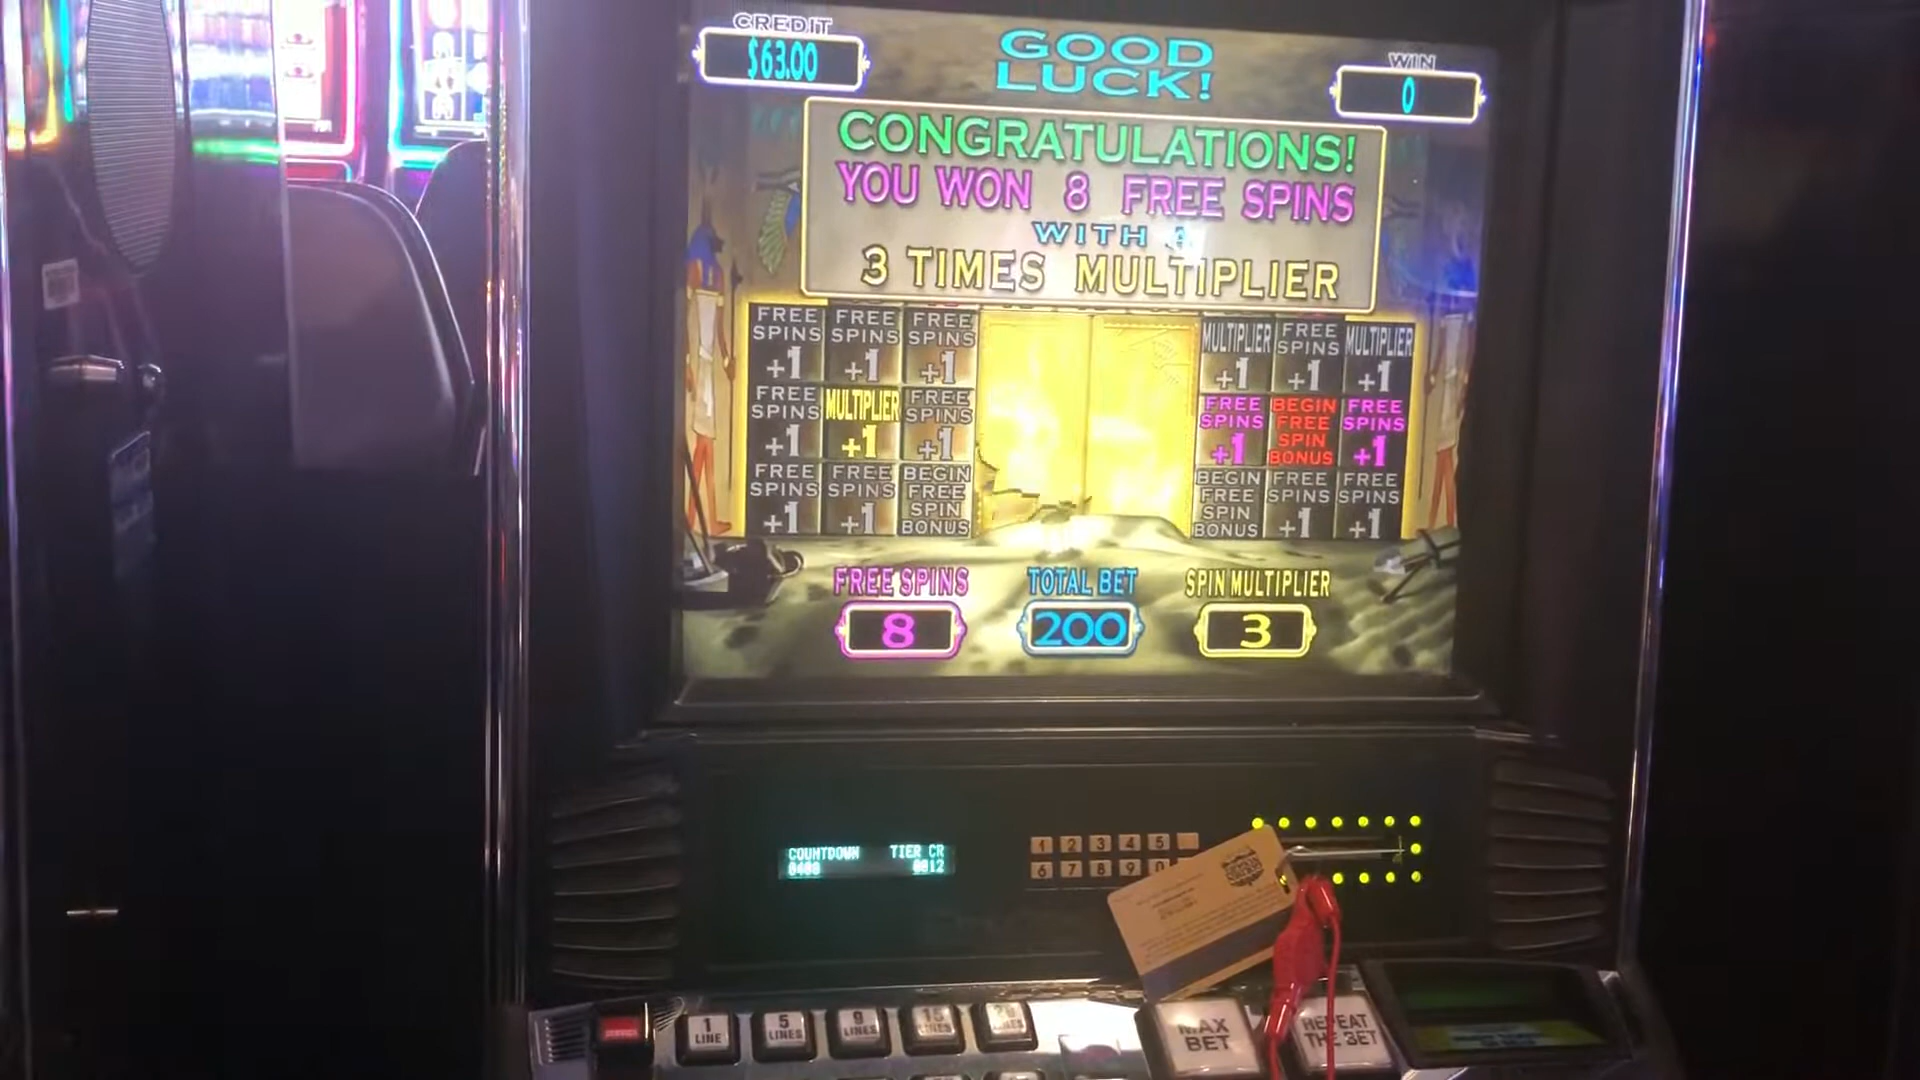 CREDIT
$63.00
GOOD
LUCK!
WIN
0
CONGRATULATIONS!
YOU WON 8 FREE SPINS
WITH A
3 TIMES MULTIPLIER
FREE SPINS +1
FREE SPINS +1
FREE SPINS +1
FREE SPINS +1
MULTIPLIER +1
FREE SPINS +1
FREE SPINS +1
FREE SPINS +1
BEGIN FREE SPIN BONUS
MULTIPLIER +1
FREE SPINS +1
MULTIPLIER +1
FREE SPINS +1
BEGIN FREE SPIN BONUS
FREE SPINS +1
BEGIN FREE SPIN BONUS
FREE SPINS +1
FREE SPINS +1
FREE SPINS
8
TOTAL BET
200
SPIN MULTIPLIER
3
COUNTDOWN TIER CR
1 2 3 4 5
6 7 8 9 0
1 LINE
5 LINES
9 LINES
15 LINES
20 LINES
MAX BET
REPEAT THE BET